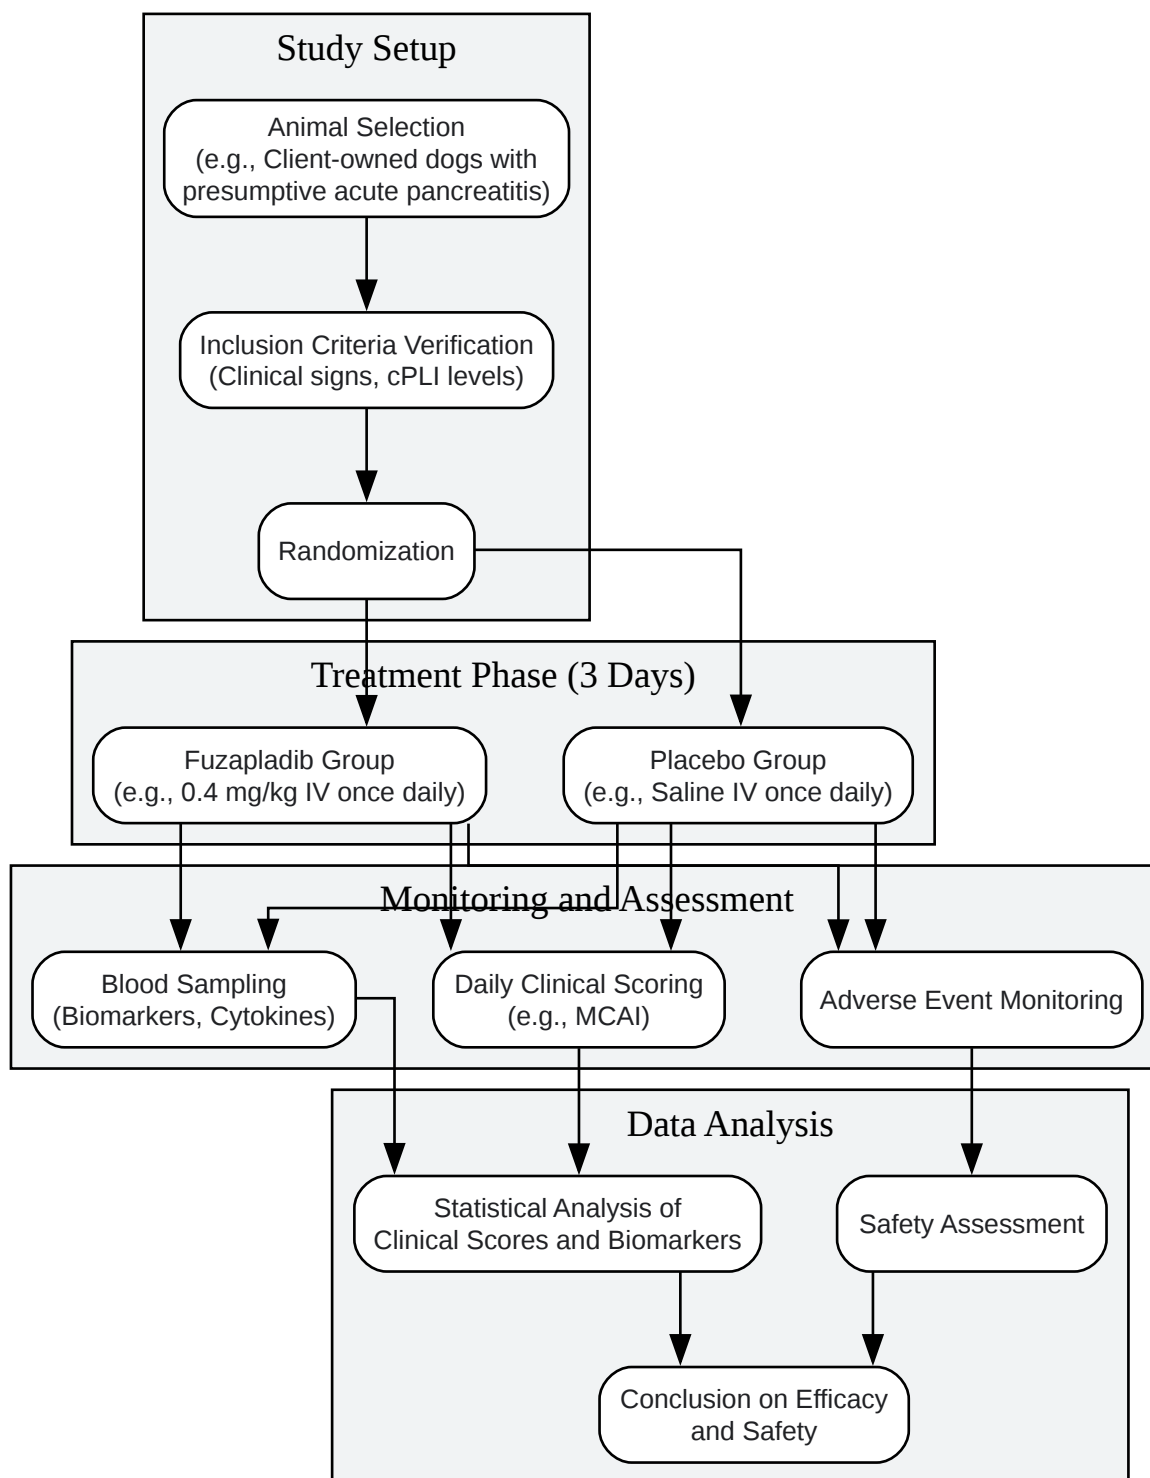 Study Setup
Animal Selection
(e.g., Client-owned dogs with
presumptive acute pancreatitis)
Inclusion Criteria Verification
(Clinical signs, cPLI levels)
Randomization
Treatment Phase (3 Days)
Fuzapladib Group
(e.g., 0.4 mg/kg IV once daily)
Placebo Group
(e.g., Saline IV once daily)
Monitoring and Assessment
Blood Sampling
(Biomarkers, Cytokines)
Daily Clinical Scoring
(e.g., MCAI)
Adverse Event Monitoring
Data Analysis
Statistical Analysis of
Clinical Scores and Biomarkers
Safety Assessment
Conclusion on Efficacy
and Safety